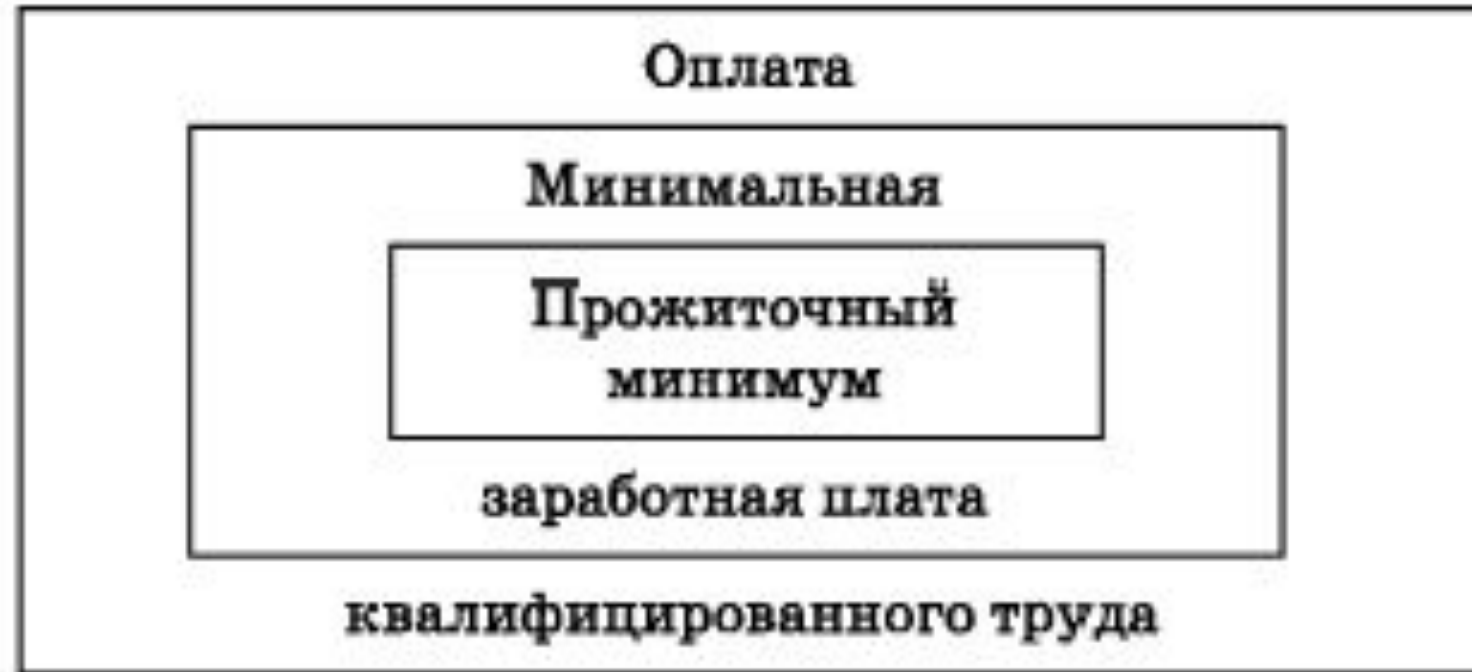 Оплата
Минимальная
Прожиточный
минимум
заработная плата
квалифицированного труда